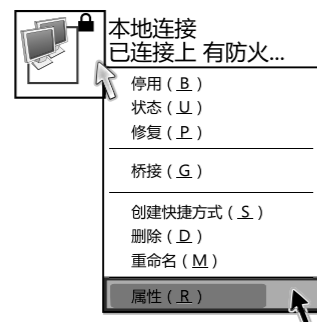 本地连接
已连接上 有防火...
停用(B)
状态(U)
修复(P)
桥接(G)
创建快捷方式(S)
删除(D)
重命名(M)
属性(R)